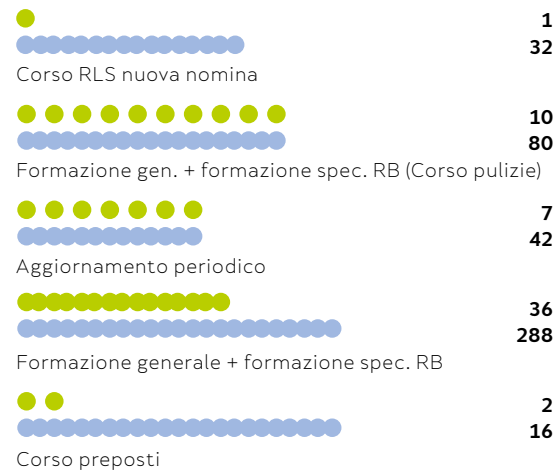 1
32
Corso RLS nuova nomina
10
80
Formazione gen. + formazione spec. RB (Corso pulizie)
7
42
Aggiornamento periodico
36
288
Formazione generale + formazione spec. RB
2
16
Corso preposti